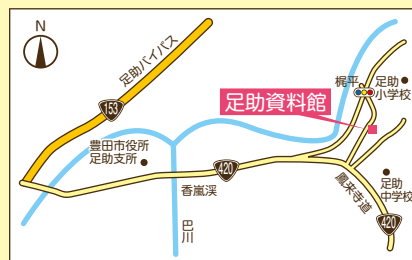 N
足助バイパス
153
足助資料館
梶平
足助
小学校
豊田市役所
足助支所
420
香嵐渓
巴川
鳳来寺道
足助
中学校
420